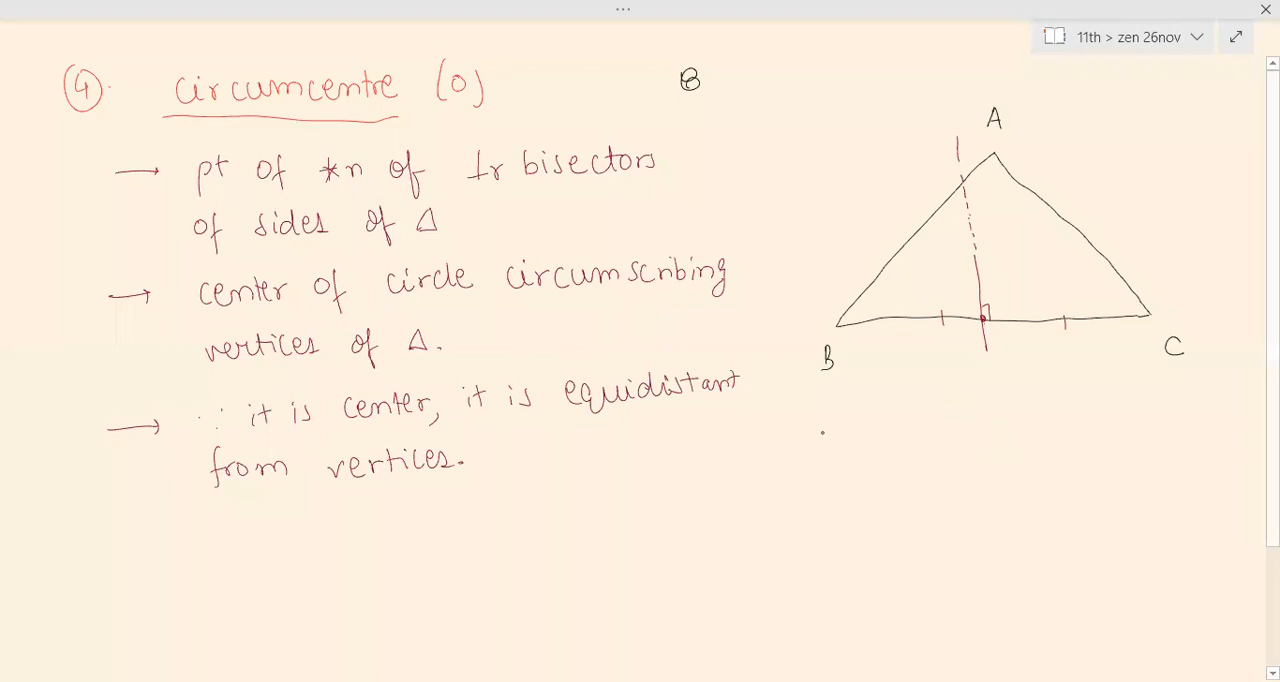 11th > zen 26nov
④ circumcentre (O)
B
→ pt of *n of ⊥r bisectors
of sides of Δ
→ center of circle circumscribing
vertices of Δ.
→ ∵ it is center, it is equidistant
from vertices.
A
B
C